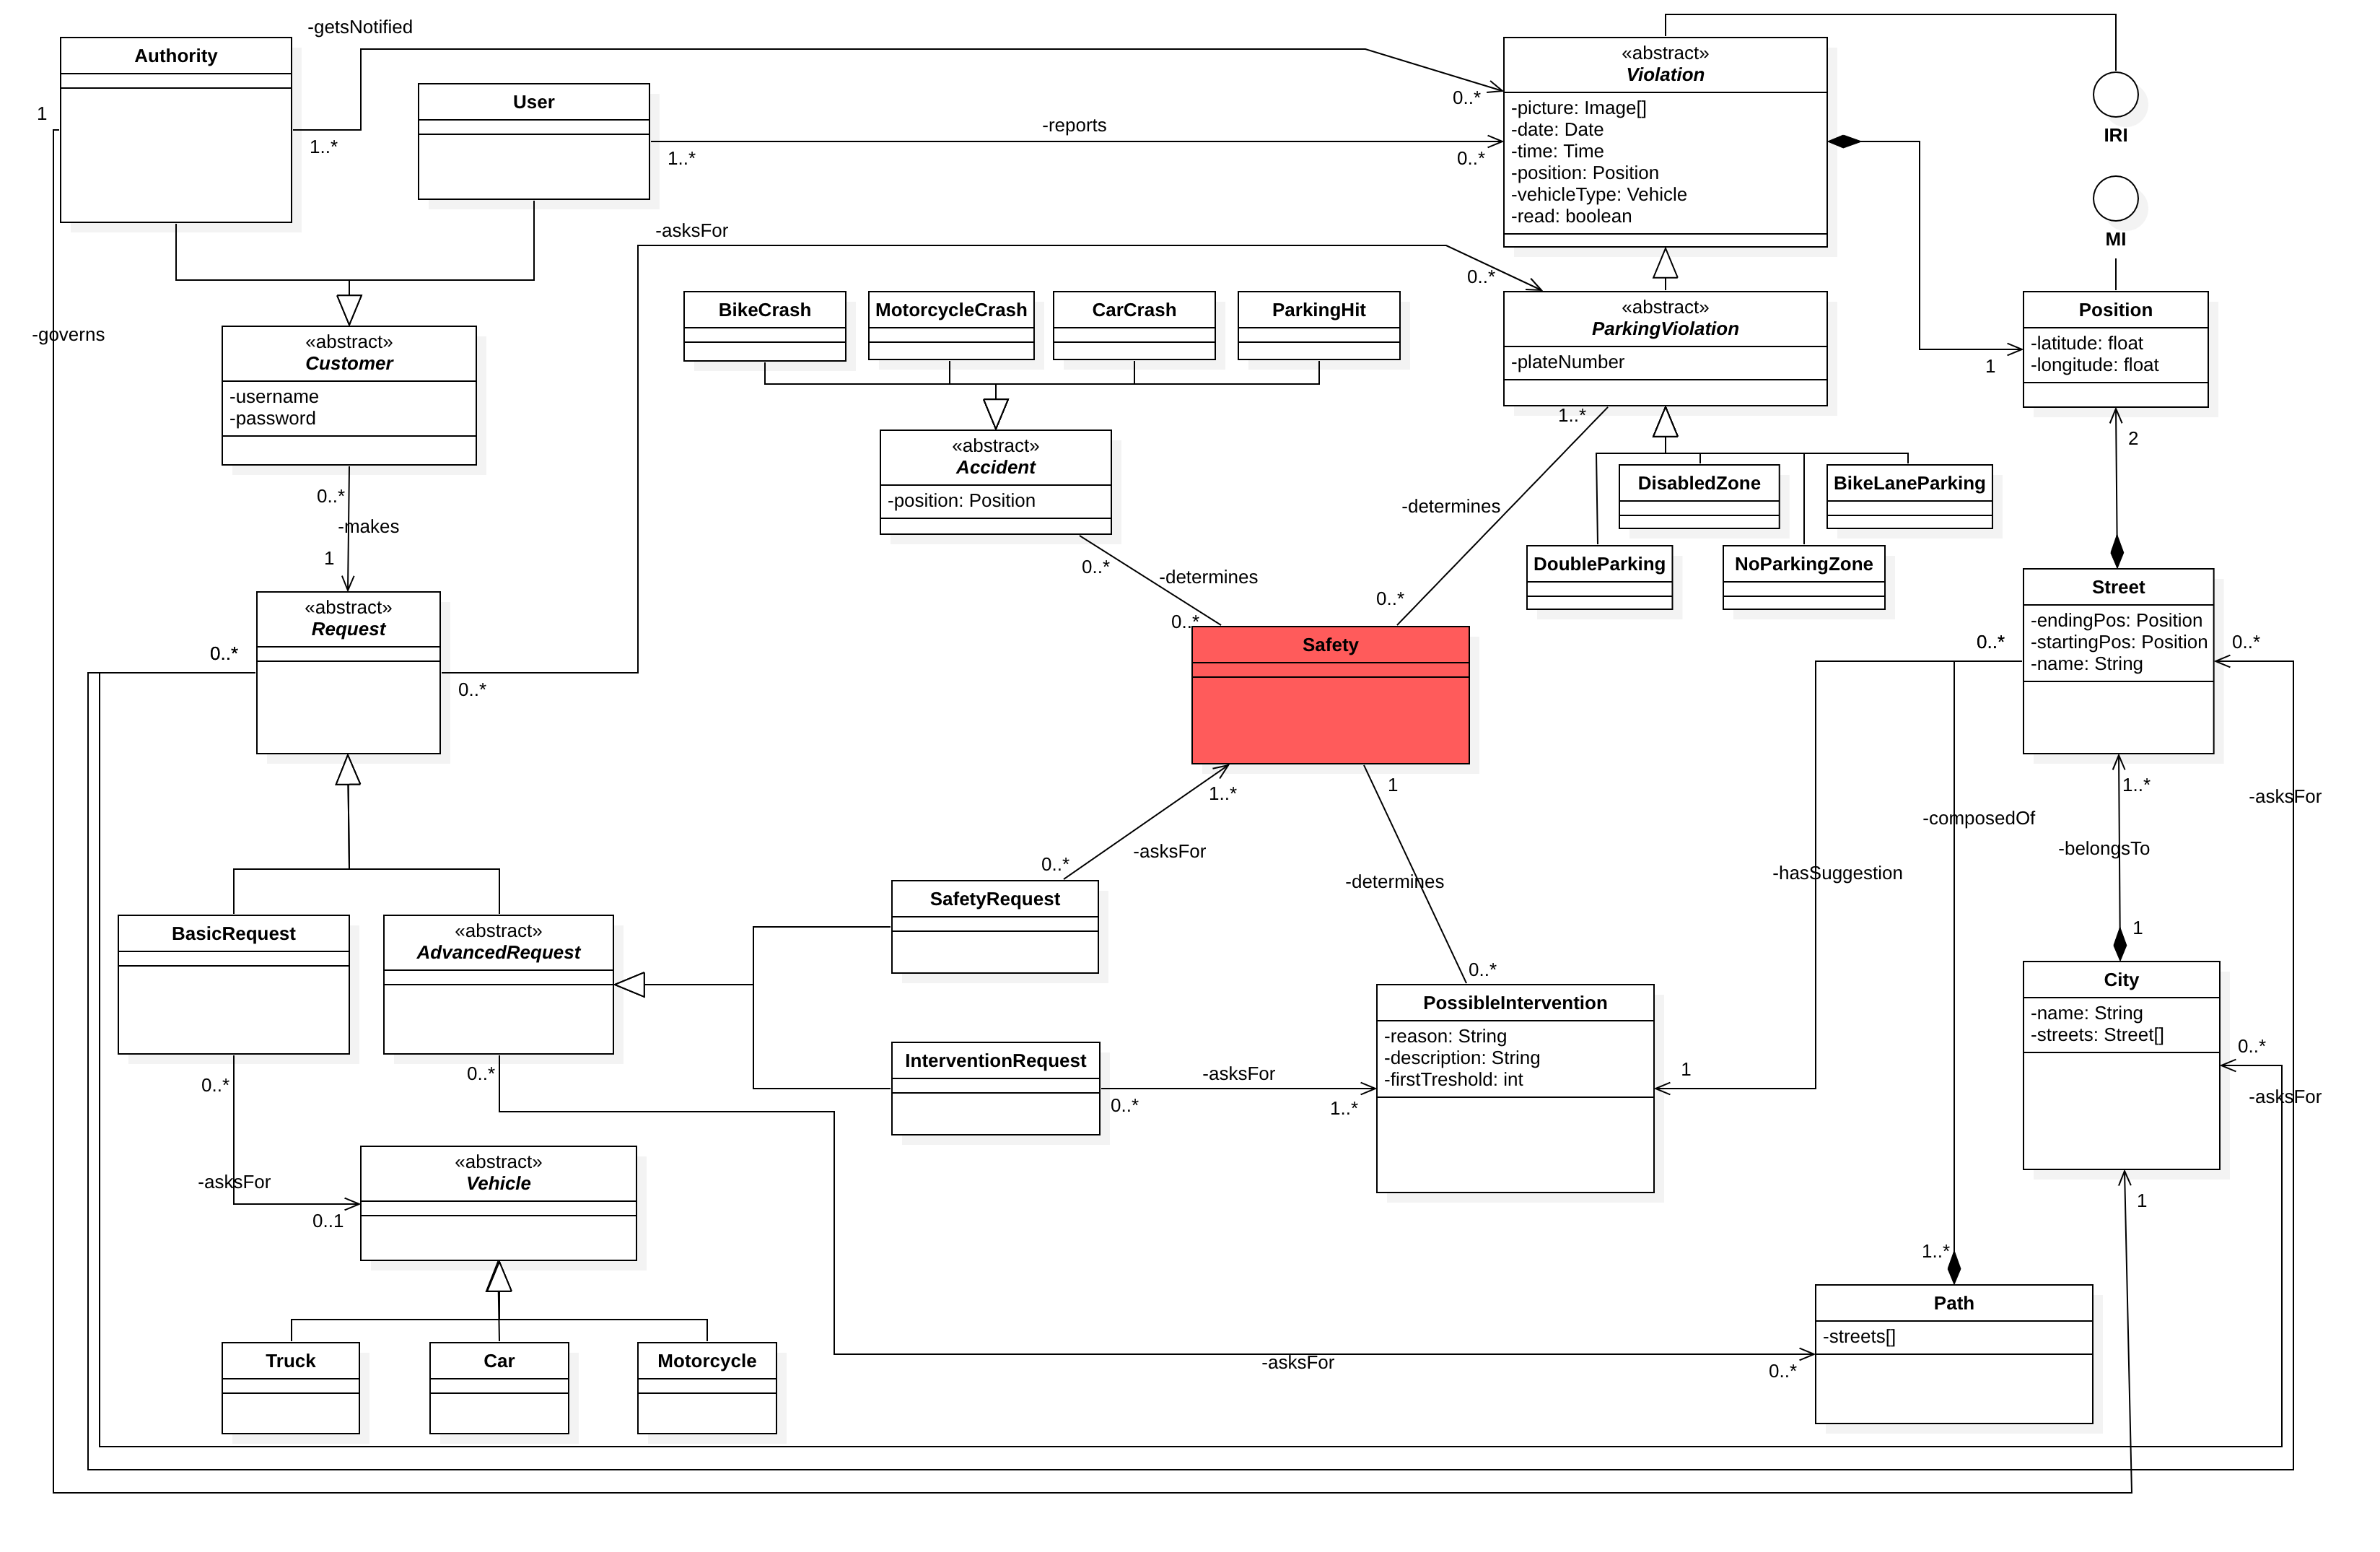 -getsNotified
Authority
1
1..*
User
1..*
-reports
0..*
0..*
«abstract»
Violation
-picture: Image[]
-date: Date
-time: Time
-position: Position
-vehicleType: Vehicle
-read: boolean
IRI
MI
-asksFor
0..*
-governs
«abstract»
Customer
-username
-password
BikeCrash
MotorcycleCrash
CarCrash
ParkingHit
«abstract»
ParkingViolation
-plateNumber
1
Position
-latitude: float
-longitude: float
2
«abstract»
Accident
-position: Position
1..*
-determines
DisabledZone
BikeLaneParking
DoubleParking
NoParkingZone
0..*
-makes
1
0..*
-determines
0..*
0..*
«abstract»
Request
0..*
0..*
Safety
0..*
Street
-endingPos: Position
-startingPos: Position
-name: String
0..*
1..*
1
1..*
-asksFor
-composedOf
-belongsTo
-asksFor
0..*
-determines
-hasSuggestion
SafetyRequest
BasicRequest
«abstract»
AdvancedRequest
1
0..*
City
-name: String
-streets: Street[]
0..*
PossibleIntervention
-reason: String
-description: String
-firstTreshold: int
InterventionRequest
-asksFor
0..*
1..*
1
-asksFor
0..*
0..*
«abstract»
Vehicle
-asksFor
0..1
1
1..*
Path
-streets[]
Truck
Car
Motorcycle
-asksFor
0..*